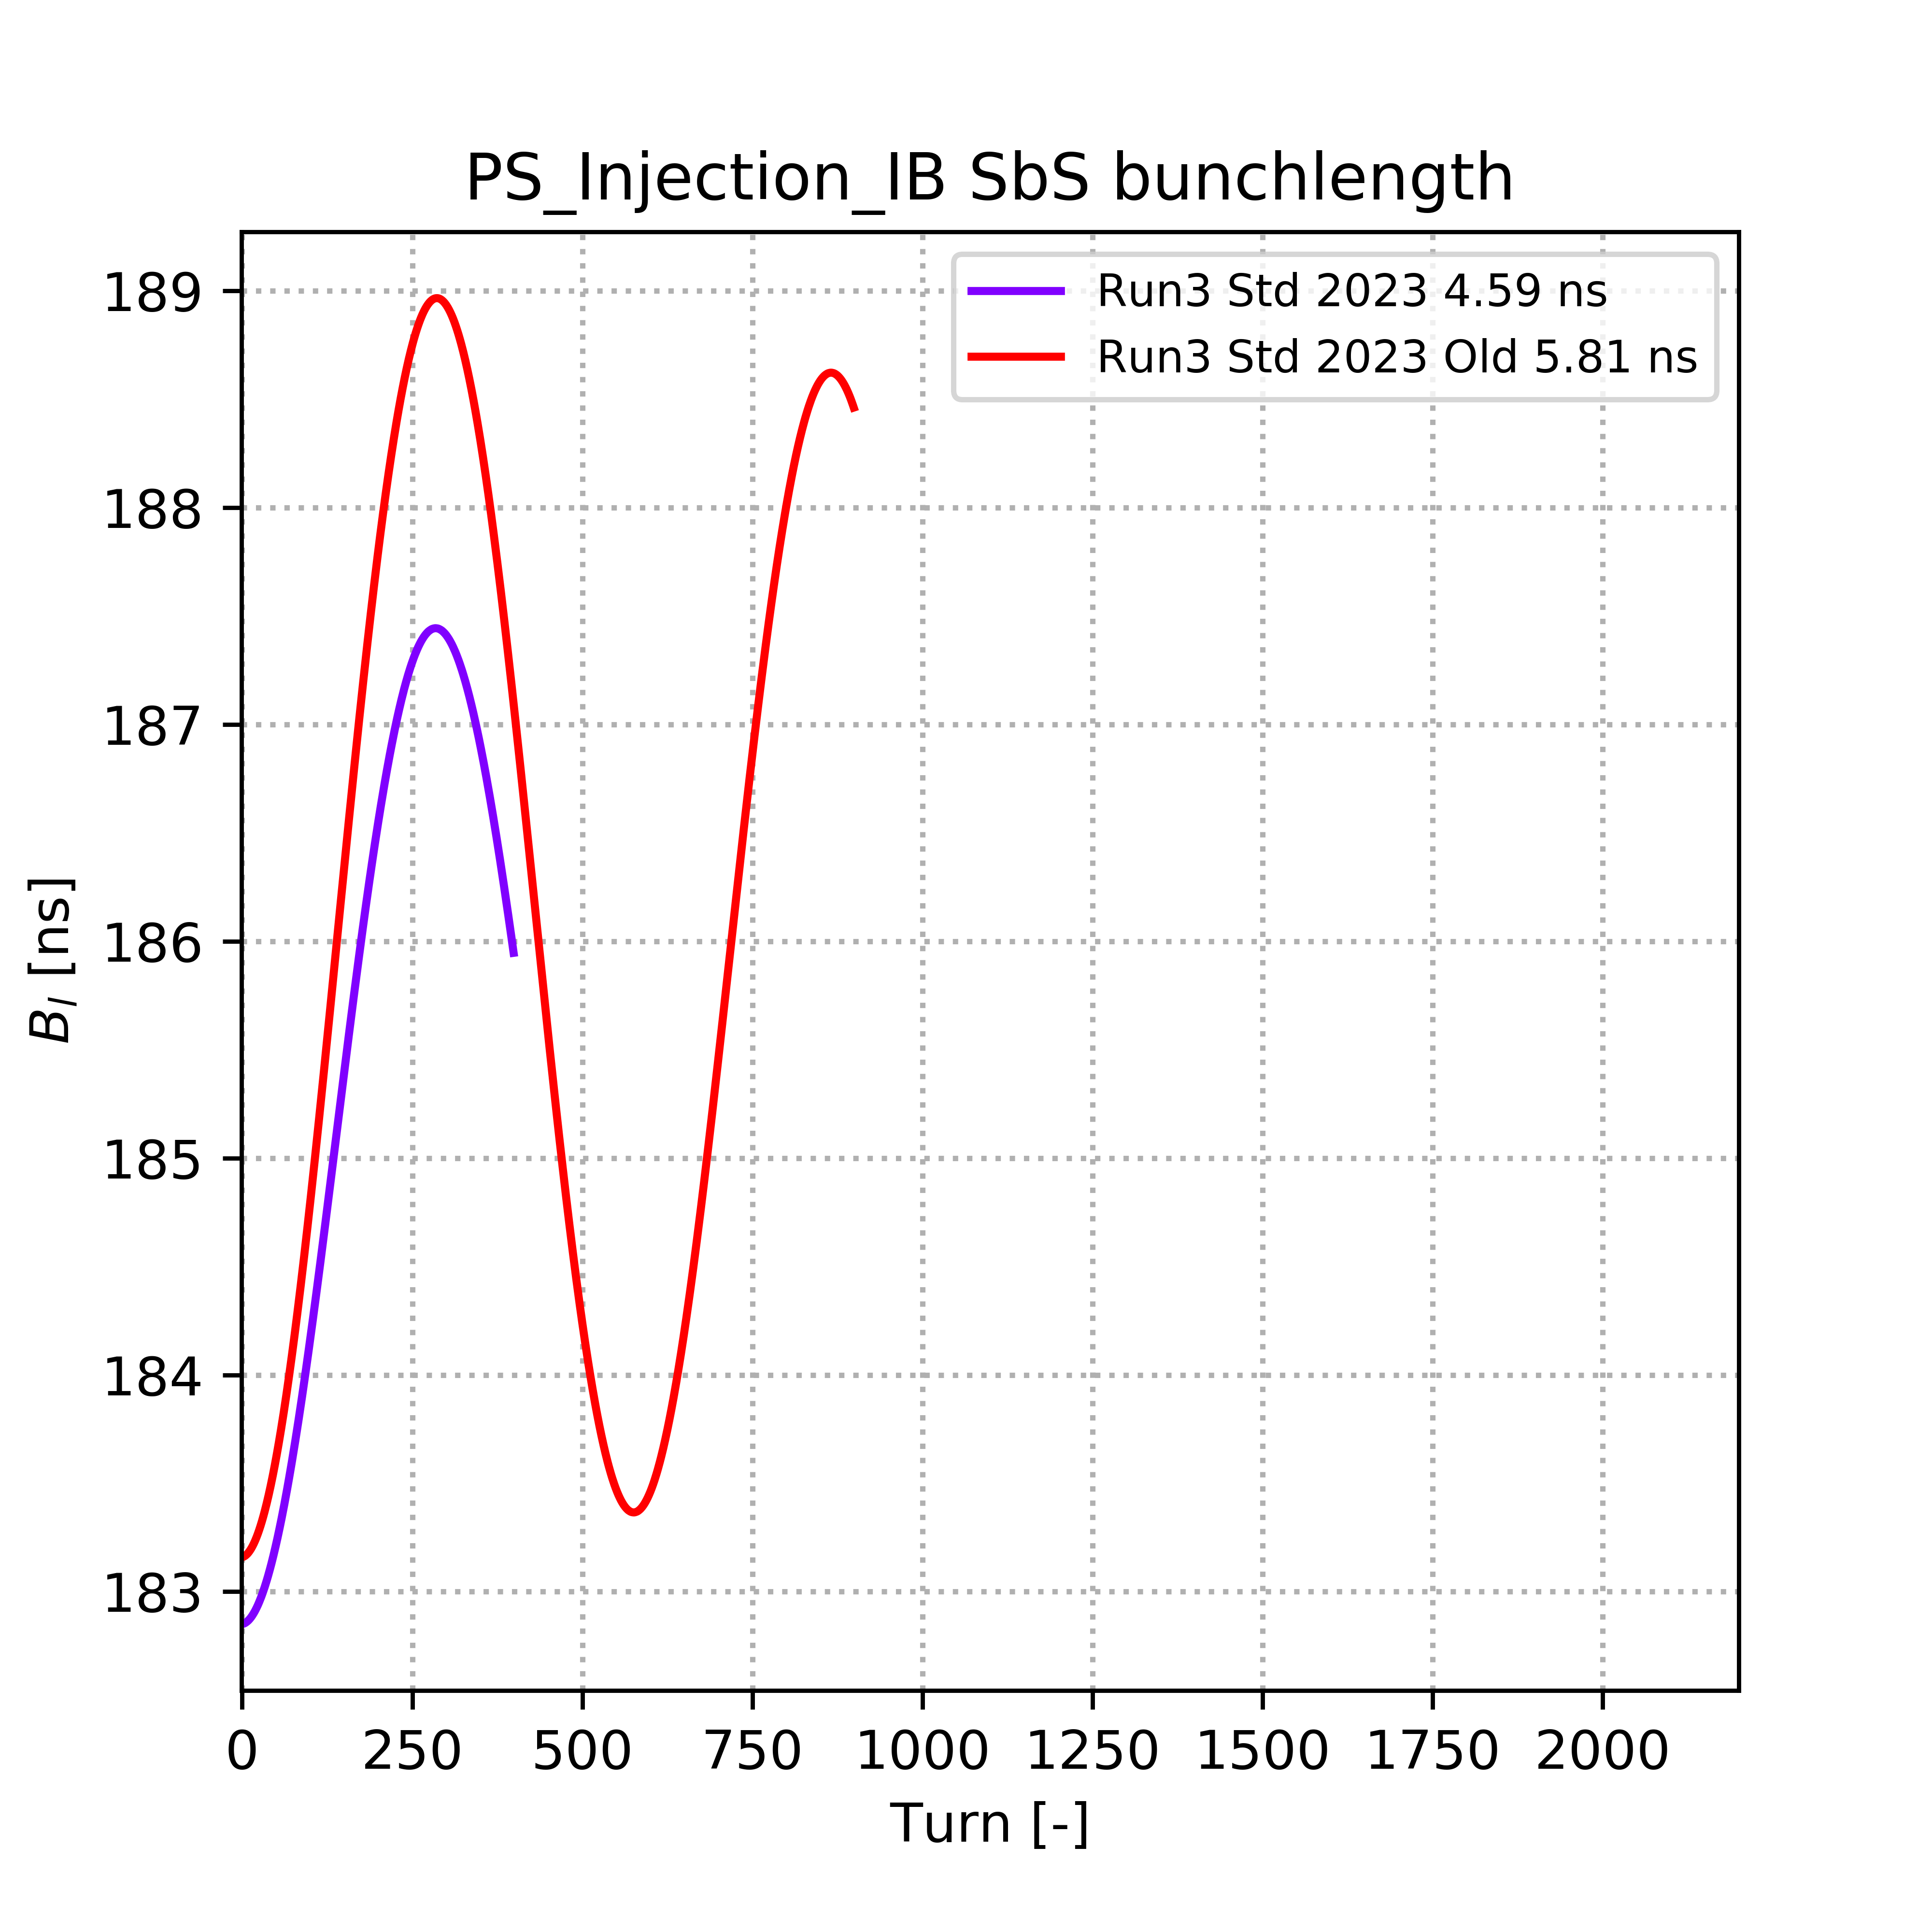 PS_Injection_IB SbS bunchlength
Run3 Std 2023 4.59 ns
Run3 Std 2023 Old 5.81 ns
189
188
187
186
185
184
183
B_l [ns]
0 250 500 750 1000 1250 1500 1750 2000
Turn [-]